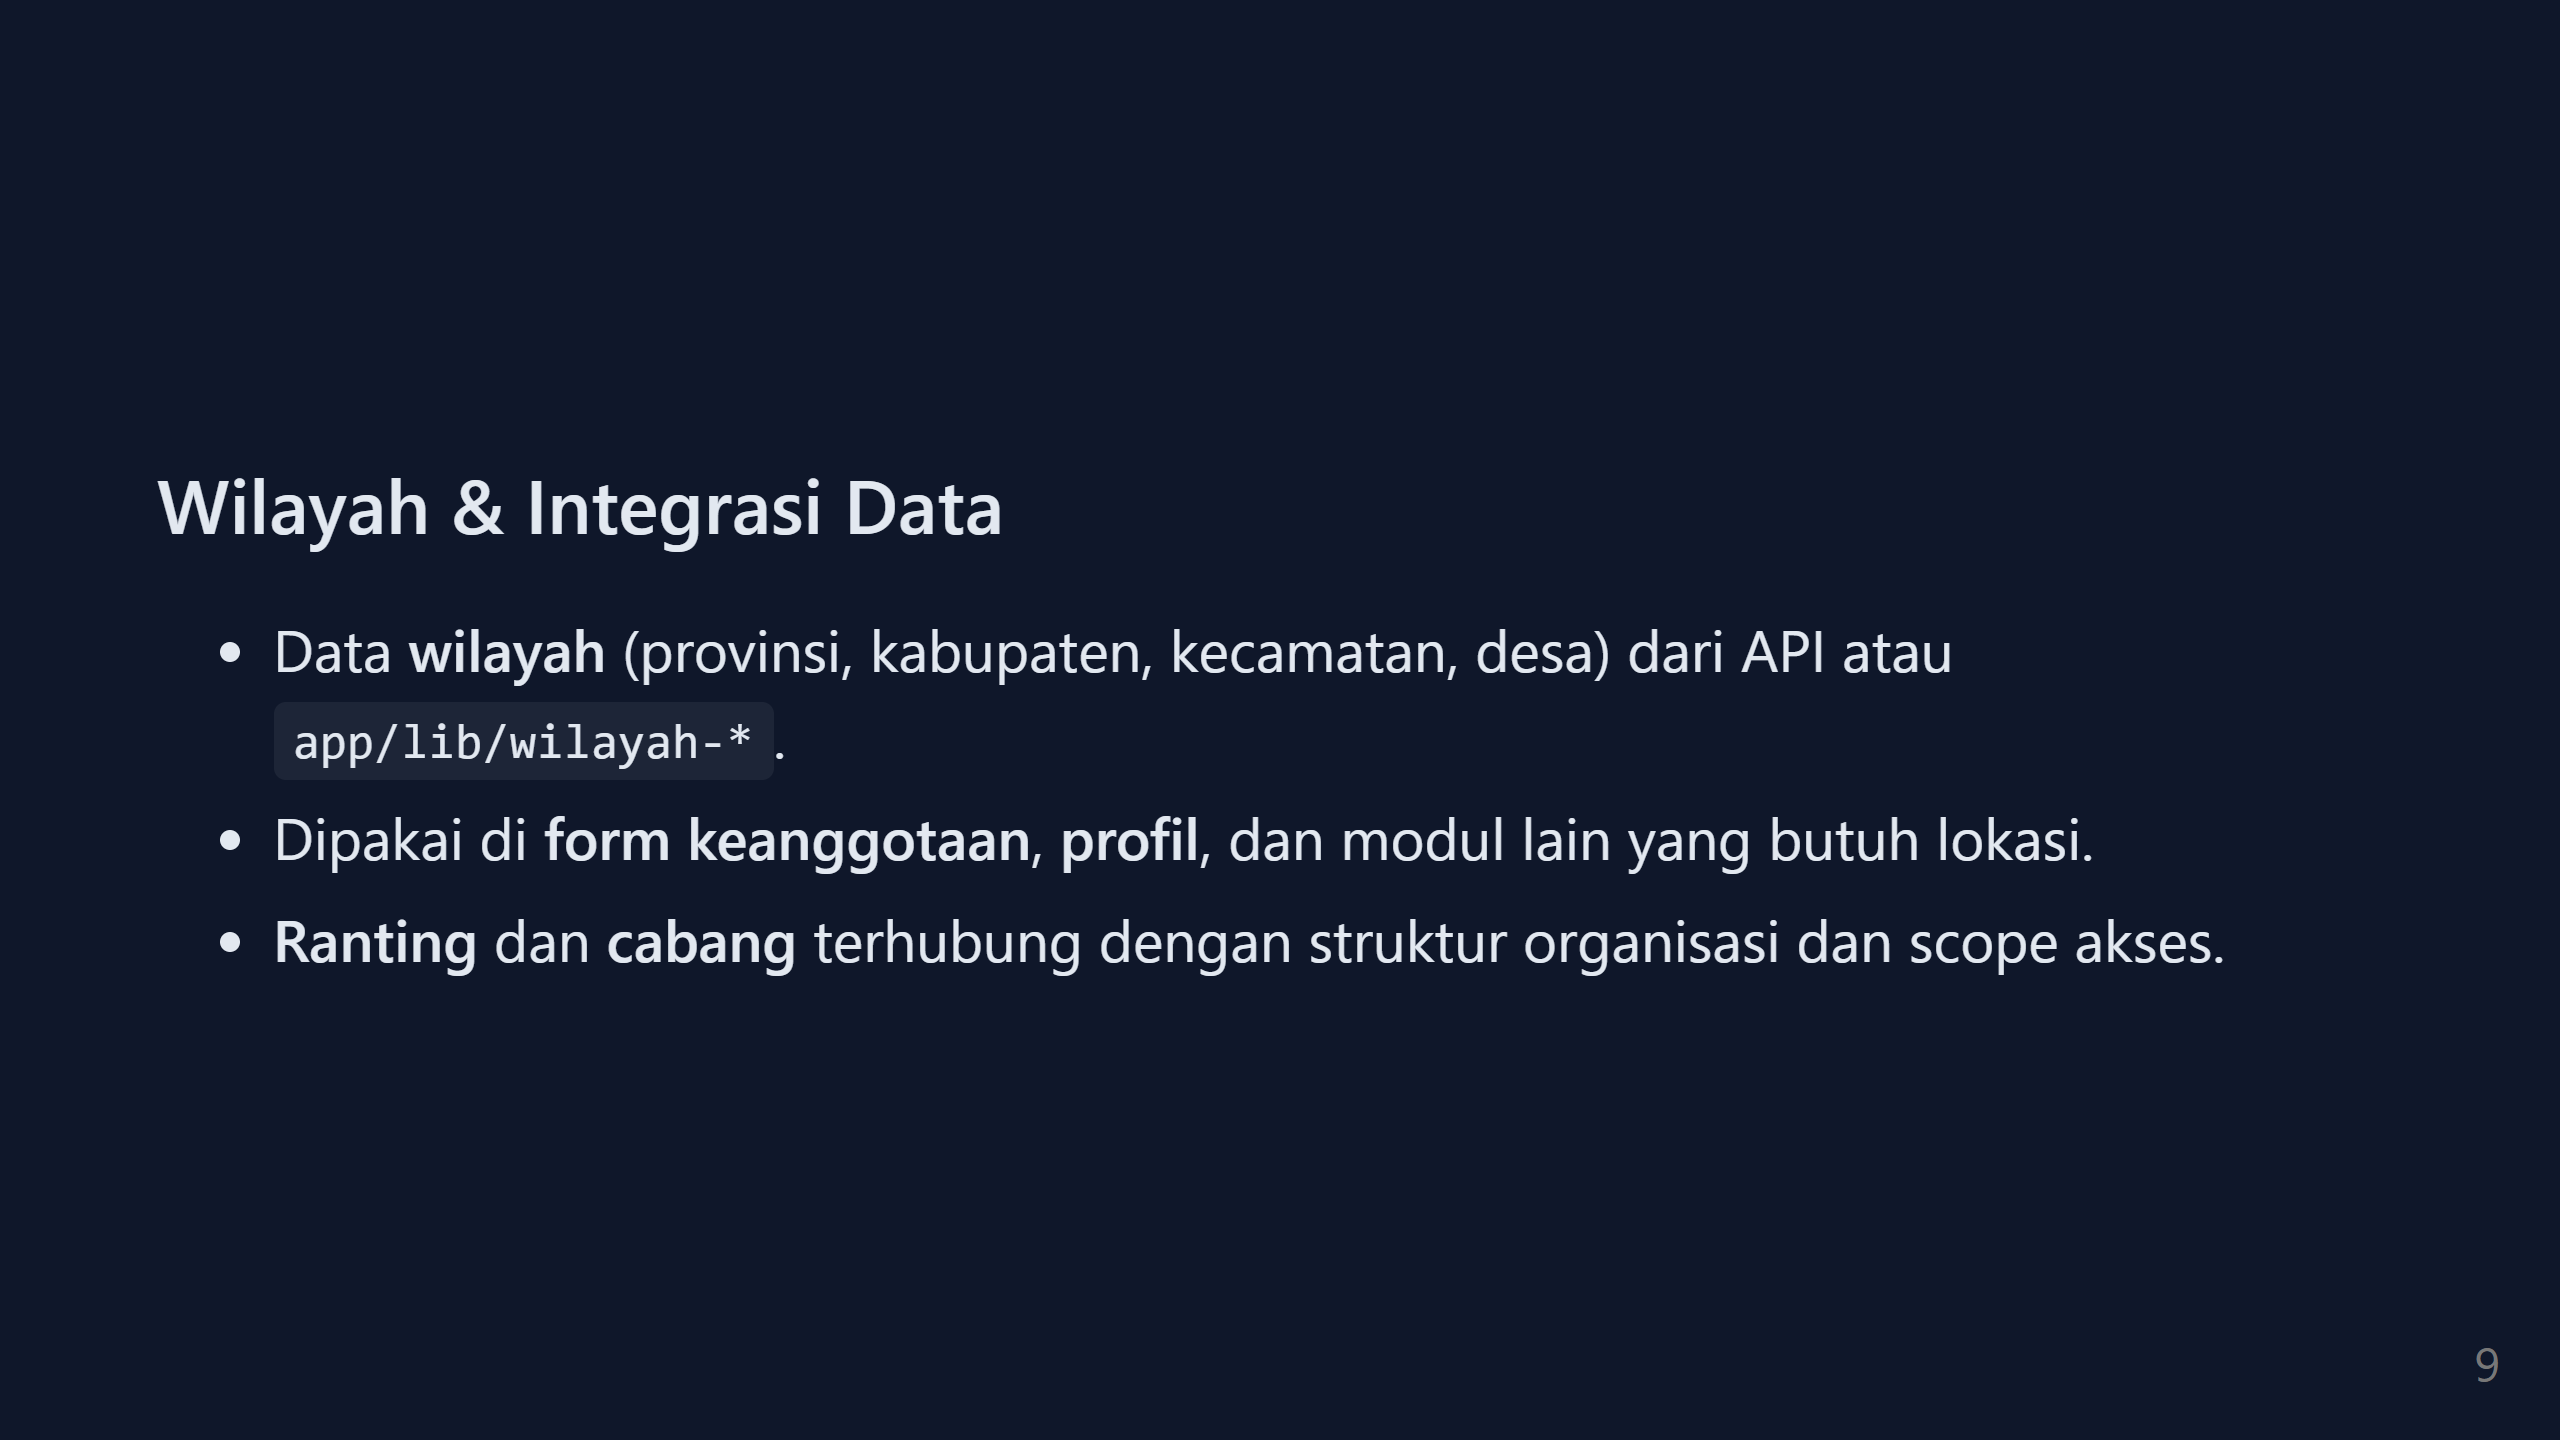 Wilayah & Integrasi Data
• Data wilayah (provinsi, kabupaten, kecamatan, desa) dari API atau
app/lib/wilayah-*.
• Dipakai di form keanggotaan, profil, dan modul lain yang butuh lokasi.
• Ranting dan cabang terhubung dengan struktur organisasi dan scope akses.
9